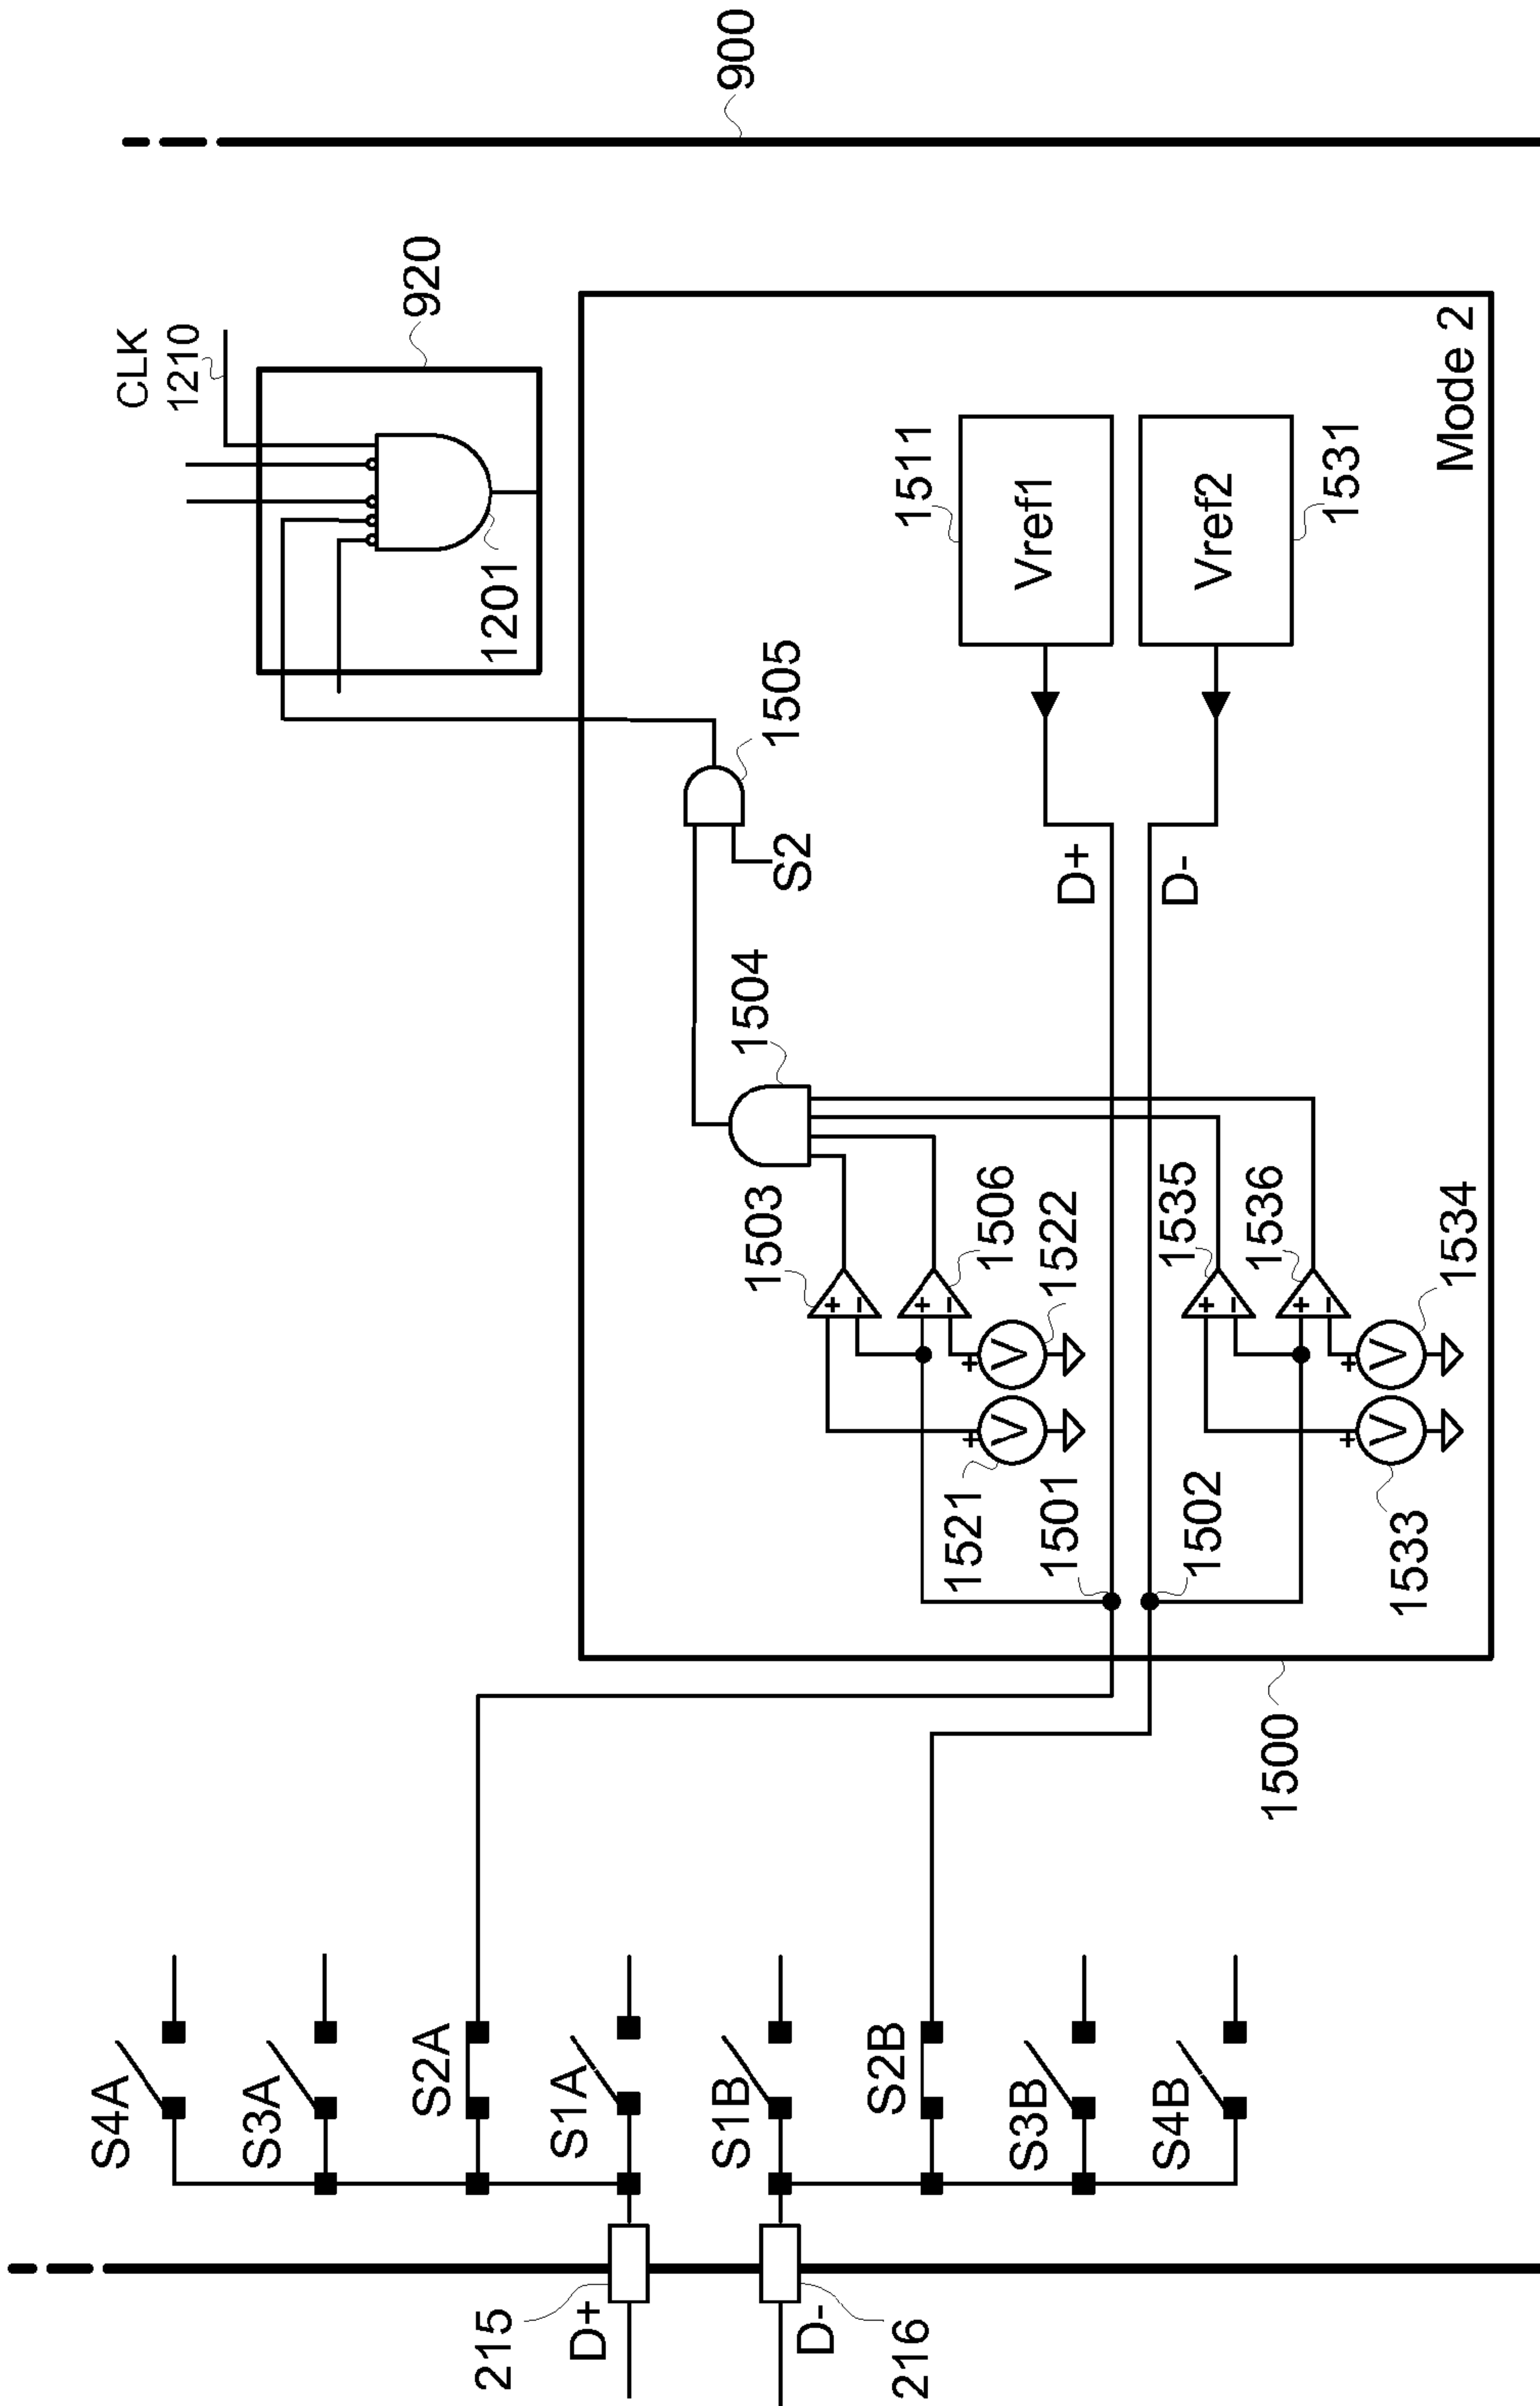 900
CLK
1210
920
1201
S4A
S3A
S2A
S1A
S1B
S2B
S3B
S4B
215
D+
D-
216
1505
S2
1504
1503
+
-
1506
+
-
1522
V
+
1521
V
+
1501
1502
1535
+
-
1536
+
-
1534
V
+
1533
V
+
D+
D-
1511
Vref1
Vref2
1531
Mode 2
1500